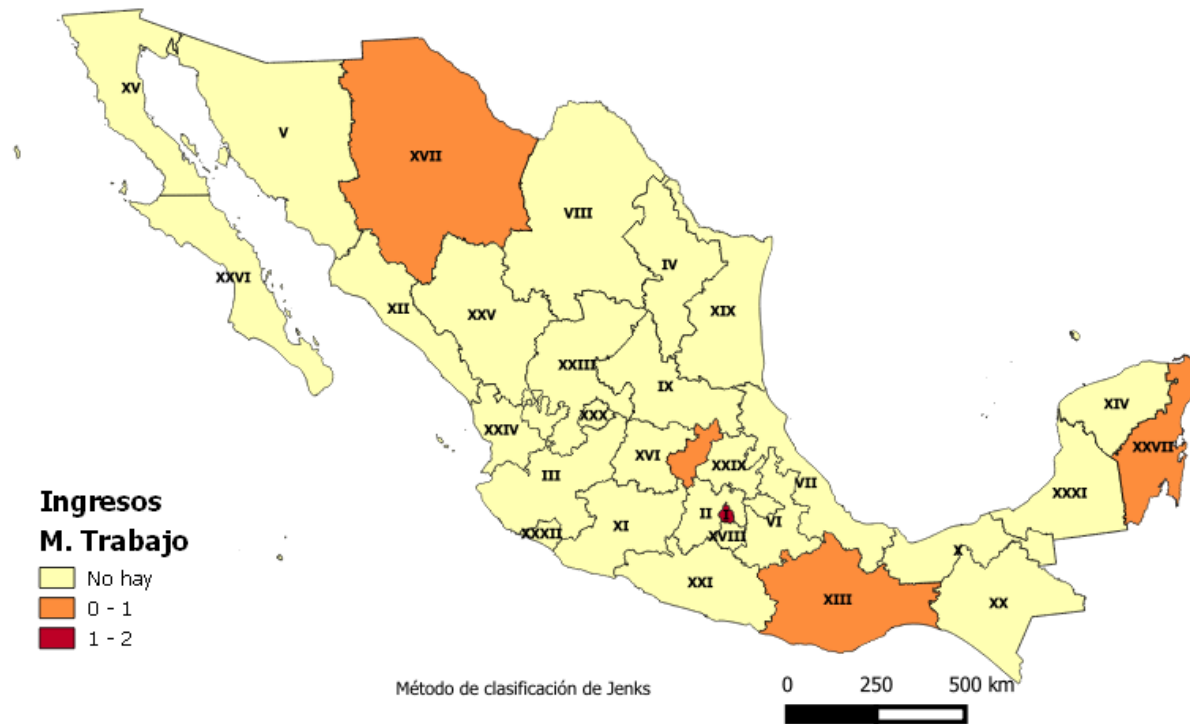 XV
V
XVII
VIII
IV
XXVI
XII
XXV
XIX
XXIII
IX
XXX
XXIV
XVI
XXIX
III
VII
XIV
XXVII
XXXI
II
I
VI
XXXII
XI
XVIII
X
XXI
XIII
XX
Ingresos
M. Trabajo
No hay
0 - 1
1 - 2
Método de clasificación de Jenks
0 250 500 km